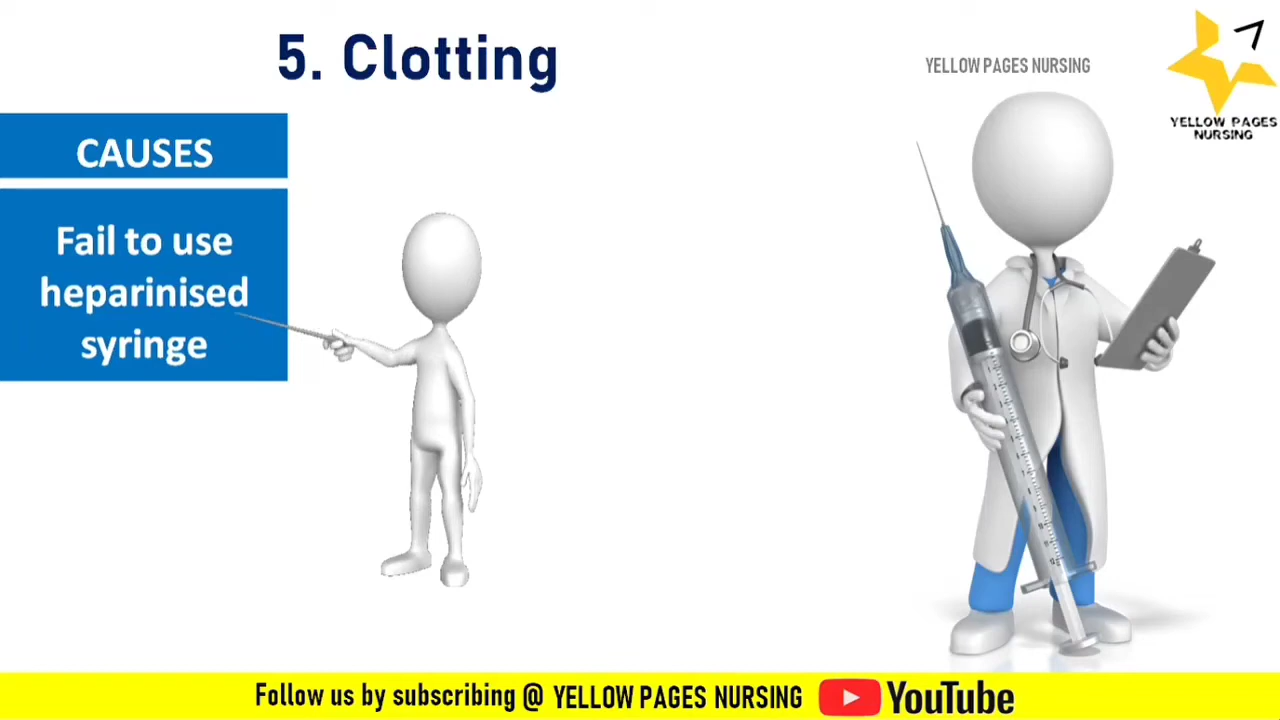 5. Clotting
YELLOW PAGES NURSING
YELLOW PAGES
NURSING
CAUSES
Fail to use
heparinised
syringe
Follow us by subscribing @ YELLOW PAGES NURSING YouTube